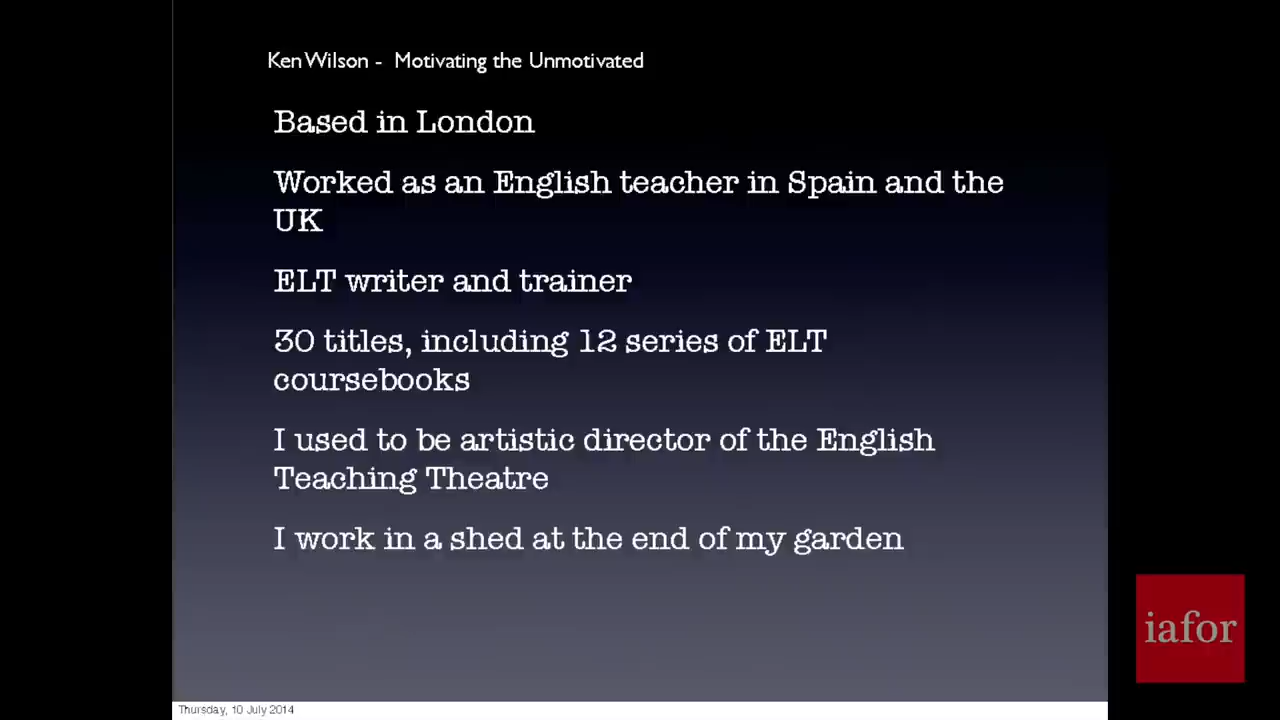 Ken Wilson - Motivating the Unmotivated
Based in London
Worked as an English teacher in Spain and the
UK
ELT writer and trainer
30 titles, including 12 series of ELT
coursebooks
I used to be artistic director of the English
Teaching Theatre
I work in a shed at the end of my garden
iafor
Thursday, 10 July 2014